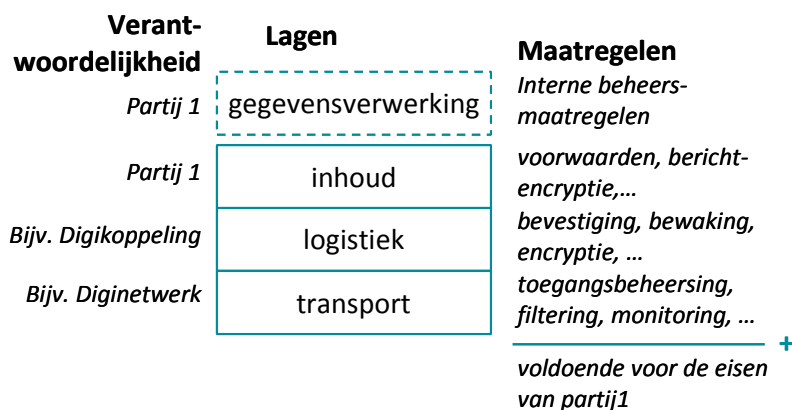 Verant-
woordelijkheid
Lagen
Maatregelen
Partij 1
gegevensverwerking
Interne beheers-
maatregelen
Partij 1
inhoud
voorwaarden, bericht-
encryptie,...
Bijv. Digikoppeling
logistiek
bevestiging, bewaking,
encryptie, ...
Bijv. Diginetwerk
transport
toegangsbeheersing,
filtering, monitoring, ...
+
voldoende voor de eisen
van partij1